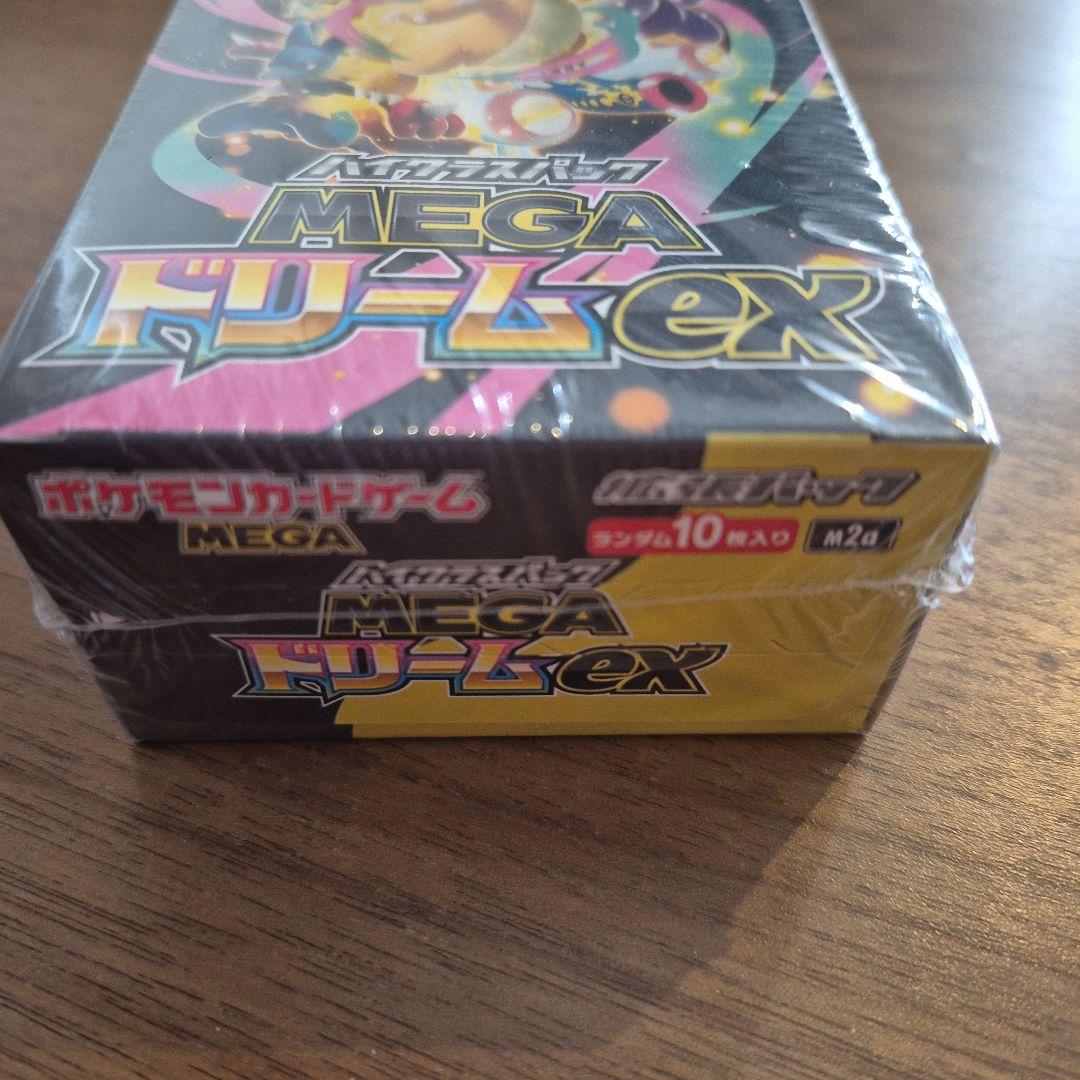 ハイクラスパック
MEGA
ドリームex
ポケモンカードゲーム
MEGA
拡張パック
ランダム10枚入り
M2a
ハイクラスパック
MEGA
ドリームex